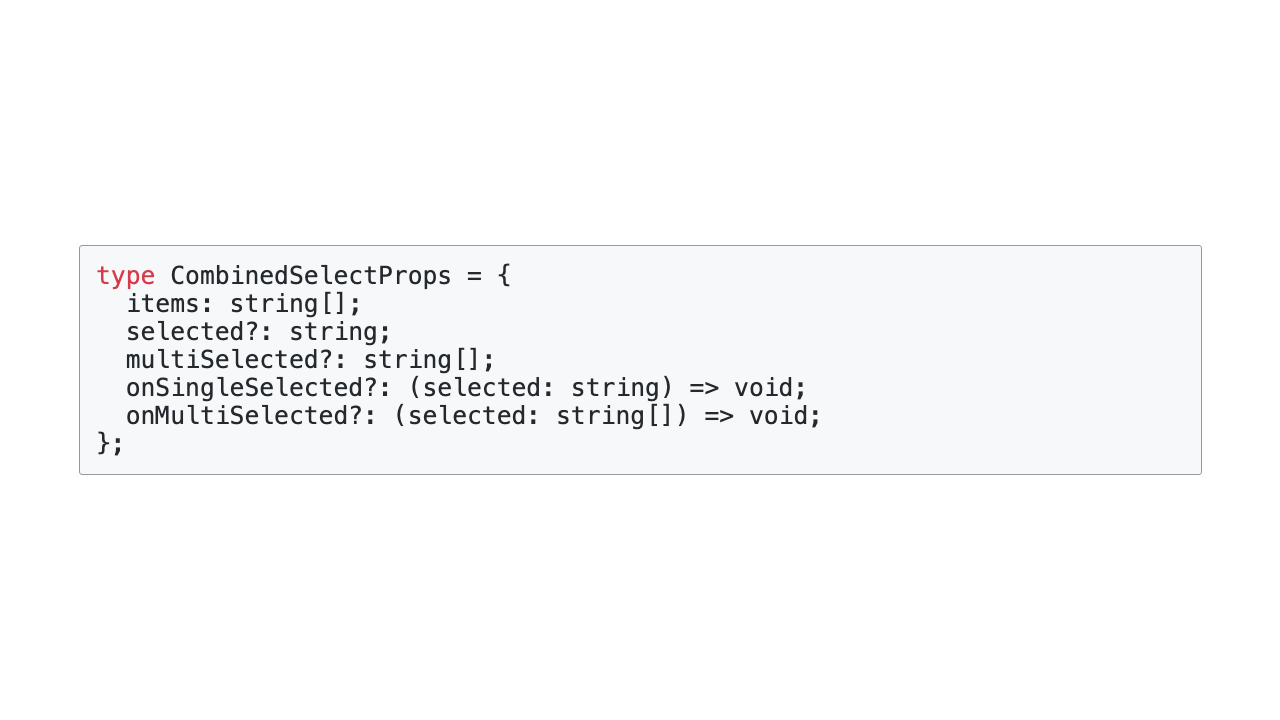 type CombinedSelectProps = {
  items: string[];
  selected?: string;
  multiSelected?: string[];
  onSingleSelected?: (selected: string) => void;
  onMultiSelected?: (selected: string[]) => void;
};